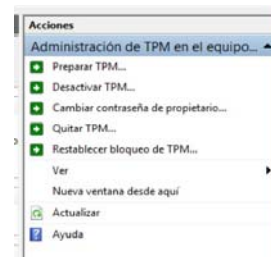 Acciones
Administración de TPM en el equipo...
Preparar TPM...
Desactivar TPM...
Cambiar contraseña de propietario...
Quitar TPM...
Restablecer bloqueo de TPM...
Ver
Nueva ventana desde aquí
Actualizar
Ayuda